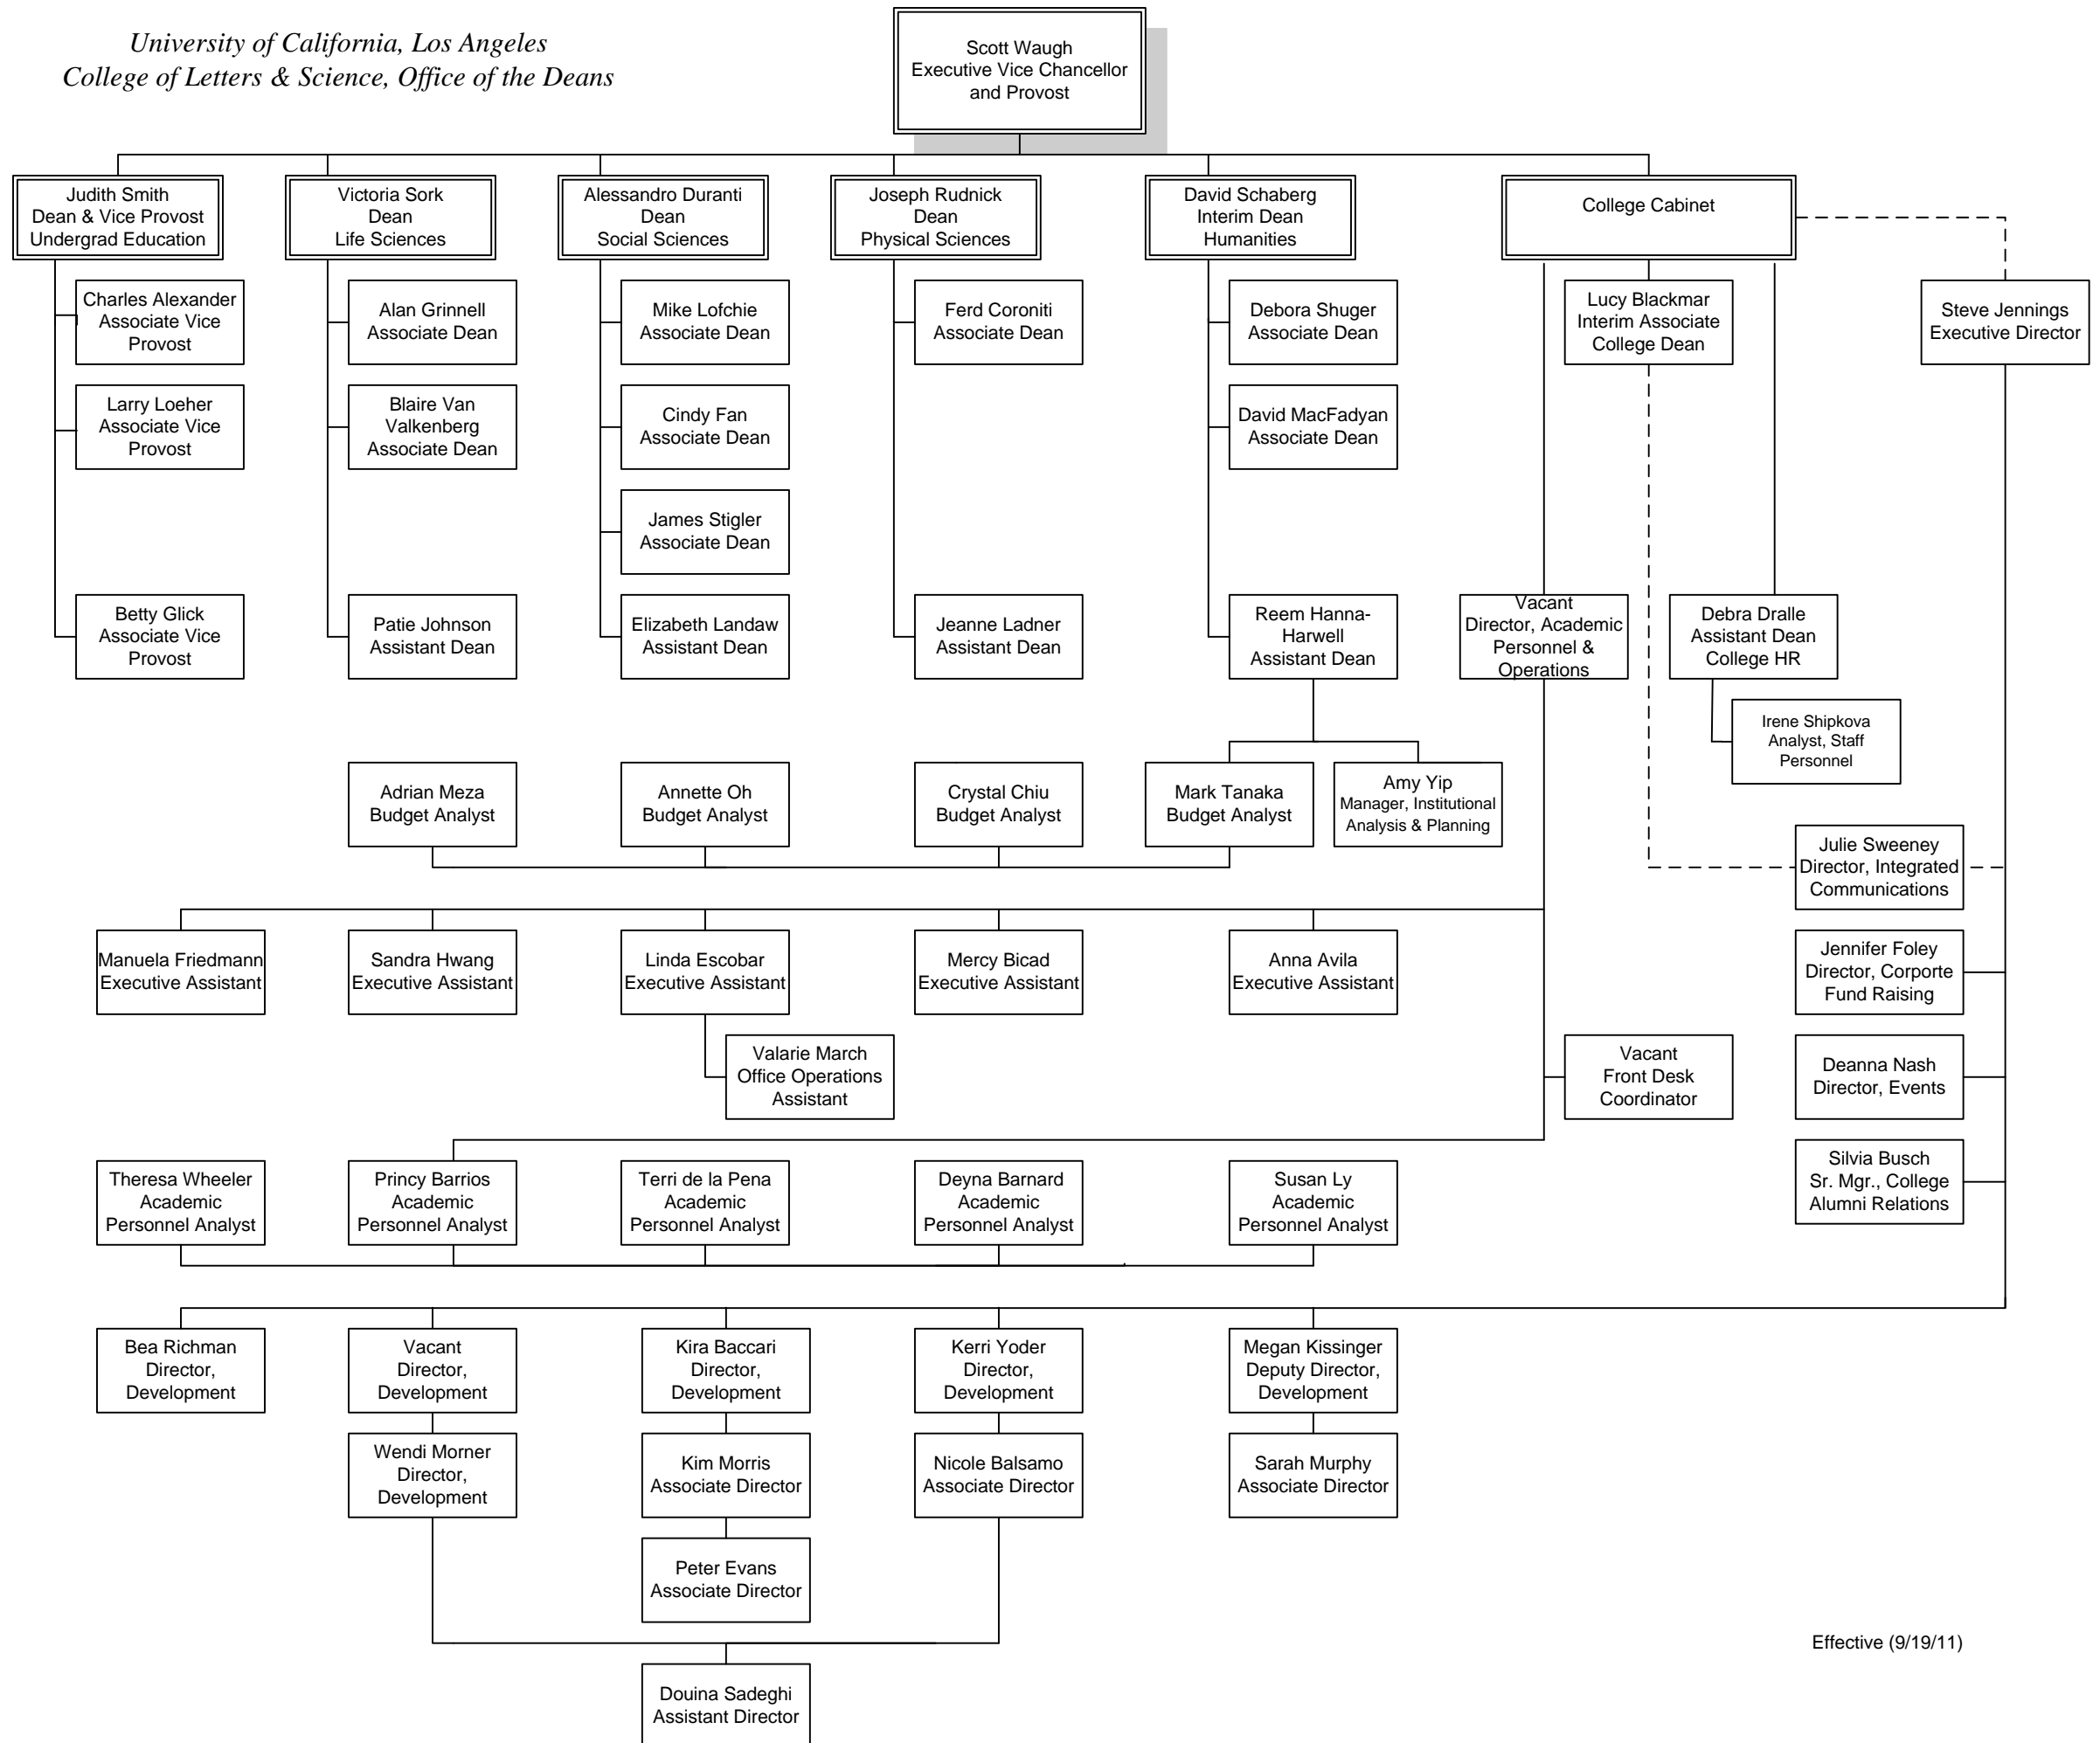 University of California, Los Angeles
College of Letters & Science, Office of the Deans
Scott Waugh
Executive Vice Chancellor
and Provost
Judith Smith
Dean & Vice Provost
Undergrad Education
Victoria Sork
Dean
Life Sciences
Alessandro Duranti
Dean
Social Sciences
Joseph Rudnick
Dean
Physical Sciences
David Schaberg
Interim Dean
Humanities
College Cabinet
Charles Alexander
Associate Vice
Provost
Alan Grinnell
Associate Dean
Mike Lofchie
Associate Dean
Ferd Coroniti
Associate Dean
Debora Shuger
Associate Dean
Lucy Blackmar
Interim Associate
College Dean
Steve Jennings
Executive Director
Larry Loeher
Associate Vice
Provost
Blaire Van
Valkenberg
Associate Dean
Cindy Fan
Associate Dean
David MacFadyan
Associate Dean
James Stigler
Associate Dean
Betty Glick
Associate Vice
Provost
Patie Johnson
Assistant Dean
Elizabeth Landaw
Assistant Dean
Jeanne Ladner
Assistant Dean
Reem Hanna-
Harwell
Assistant Dean
Vacant
Director, Academic
Personnel &
Operations
Debra Dralle
Assistant Dean
College HR
Irene Shipkova
Analyst, Staff
Personnel
Adrian Meza
Budget Analyst
Annette Oh
Budget Analyst
Crystal Chiu
Budget Analyst
Mark Tanaka
Budget Analyst
Amy Yip
Manager, Institutional
Analysis & Planning
Julie Sweeney
Director, Integrated
Communications
Manuela Friedmann
Executive Assistant
Sandra Hwang
Executive Assistant
Linda Escobar
Executive Assistant
Mercy Bicad
Executive Assistant
Anna Avila
Executive Assistant
Jennifer Foley
Director, Corporte
Fund Raising
Valarie March
Office Operations
Assistant
Vacant
Front Desk
Coordinator
Deanna Nash
Director, Events
Theresa Wheeler
Academic
Personnel Analyst
Princy Barrios
Academic
Personnel Analyst
Terri de la Pena
Academic
Personnel Analyst
Deyna Barnard
Academic
Personnel Analyst
Susan Ly
Academic
Personnel Analyst
Silvia Busch
Sr. Mgr., College
Alumni Relations
Bea Richman
Director,
Development
Vacant
Director,
Development
Kira Baccari
Director,
Development
Kerri Yoder
Director,
Development
Megan Kissinger
Deputy Director,
Development
Wendi Morner
Director,
Development
Kim Morris
Associate Director
Nicole Balsamo
Associate Director
Sarah Murphy
Associate Director
Peter Evans
Associate Director
Effective (9/19/11)
Douina Sadeghi
Assistant Director